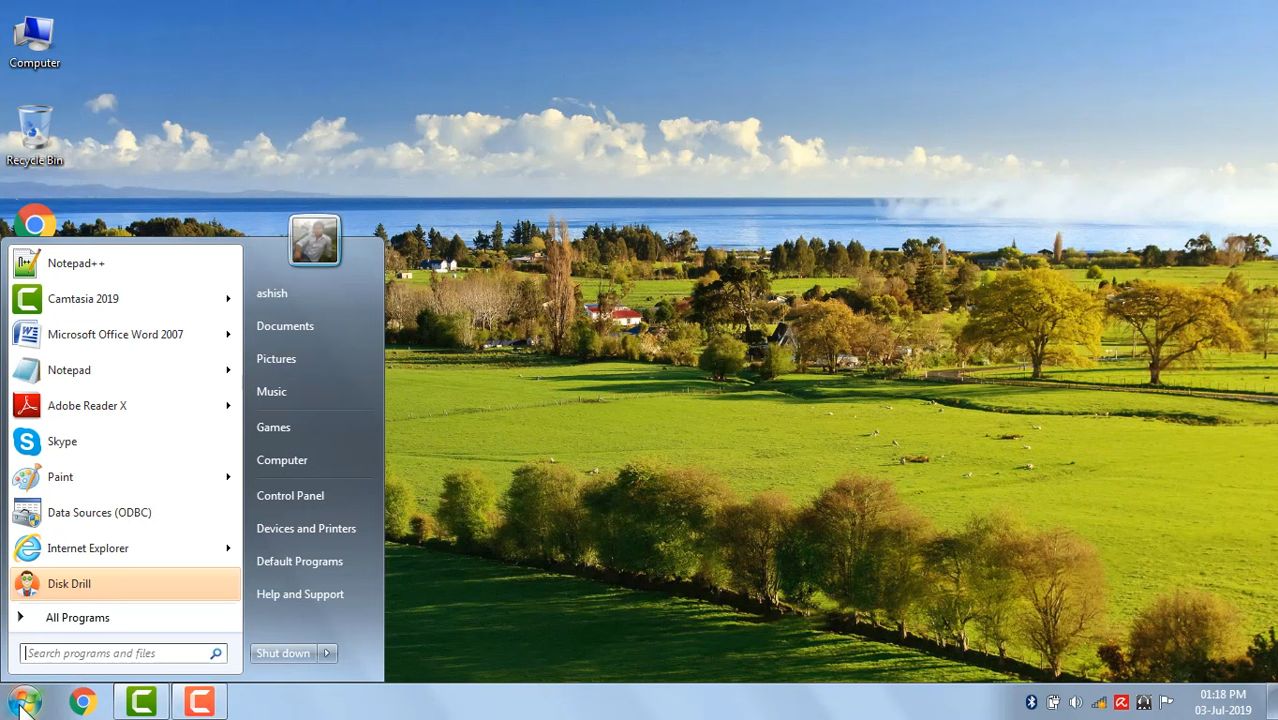 Computer
Recycle Bin
Notepad++
Camtasia 2019
Microsoft Office Word 2007
Notepad
Adobe Reader X
Skype
Paint
Data Sources (ODBC)
Internet Explorer
Disk Drill
All Programs
Search programs and files
ashish
Documents
Pictures
Music
Games
Computer
Control Panel
Devices and Printers
Default Programs
Help and Support
Shut down
01:18 PM
03-Jul-2019